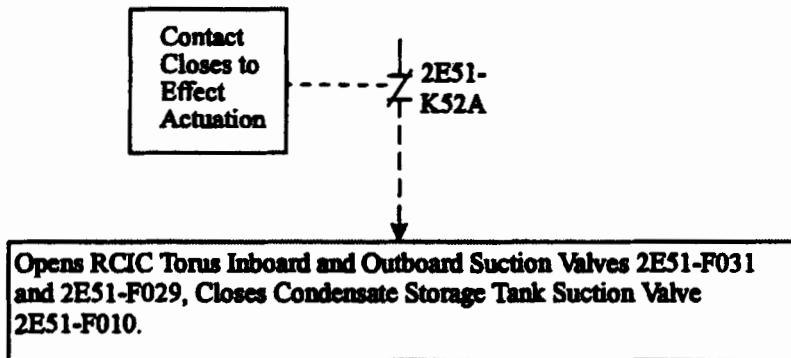 Contact
Closes to
Effect
Actuation
2E51-
K52A
Opens RCIC Torus Inboard and Outboard Suction Valves 2E51-F031
and 2E51-F029, Closes Condensate Storage Tank Suction Valve
2E51-F010.